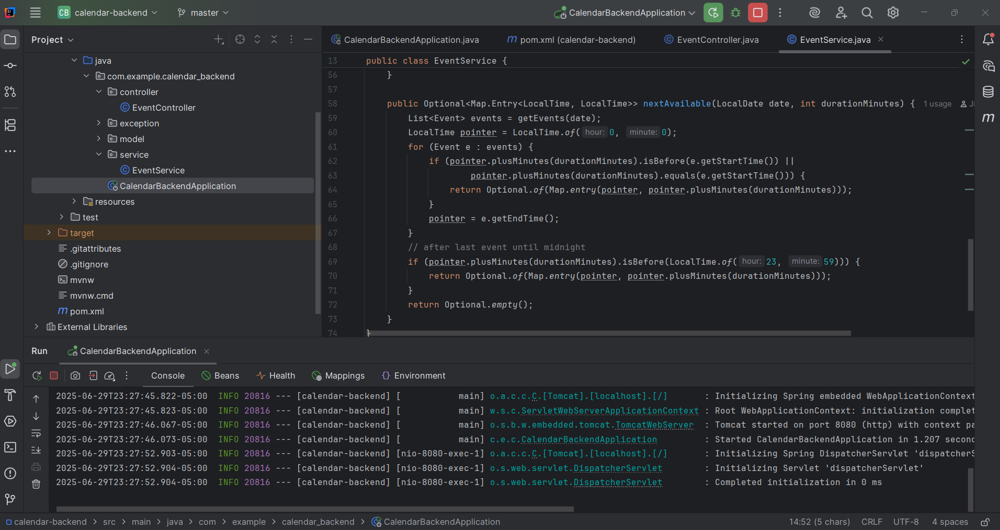 CB calendar-backend master CalendarBackendApplication
Project
CalendarBackendApplication.java pom.xml (calendar-backend) EventController.java EventService.java
java
com.example.calendar_backend
controller
EventController
exception
model
service
EventService
CalendarBackendApplication
resources
test
target
.gitattributes
.gitignore
mvnw
mvnw.cmd
pom.xml
External Libraries
13 public class EventService {
56 }
57
58 public Optional<Map.Entry<LocalTime, LocalTime>> nextAvailable(LocalDate date, int durationMinutes) { 1 usage Ji
59 List<Event> events = getEvents(date);
60 LocalTime pointer = LocalTime.of( hour: 0, minute: 0);
61 for (Event e : events) {
62 if (pointer.plusMinutes(durationMinutes).isBefore(e.getStartTime()) ||
63 pointer.plusMinutes(durationMinutes).equals(e.getStartTime())) {
64 return Optional.of(Map.entry(pointer, pointer.plusMinutes(durationMinutes)));
65 }
66 pointer = e.getEndTime();
67 }
68 // after last event until midnight
69 if (pointer.plusMinutes(durationMinutes).isBefore(LocalTime.of( hour: 23, minute: 59))) {
70 return Optional.of(Map.entry(pointer, pointer.plusMinutes(durationMinutes)));
71 }
72 return Optional.empty();
73 }
74 }
Run CalendarBackendApplication
Console Beans Health Mappings Environment
2025-06-29T23:27:45.822-05:00 INFO 20816 --- [calendar-backend] [ main] o.a.c.c.C.[Tomcat].[localhost].[/] : Initializing Spring embedded WebApplicationContext
2025-06-29T23:27:45.823-05:00 INFO 20816 --- [calendar-backend] [ main] w.s.c.ServletWebServerApplicationContext : Root WebApplicationContext: initialization complet
2025-06-29T23:27:46.067-05:00 INFO 20816 --- [calendar-backend] [ main] o.s.b.w.embedded.tomcat.TomcatWebServer : Tomcat started on port 8080 (http) with context pa
2025-06-29T23:27:46.073-05:00 INFO 20816 --- [calendar-backend] [ main] c.e.c.CalendarBackendApplication : Started CalendarBackendApplication in 1.207 second
2025-06-29T23:27:52.903-05:00 INFO 20816 --- [calendar-backend] [nio-8080-exec-1] o.a.c.c.C.[Tomcat].[localhost].[/] : Initializing Spring DispatcherServlet 'dispatcherS
2025-06-29T23:27:52.904-05:00 INFO 20816 --- [calendar-backend] [nio-8080-exec-1] o.s.web.servlet.DispatcherServlet : Initializing Servlet 'dispatcherServlet'
2025-06-29T23:27:52.904-05:00 INFO 20816 --- [calendar-backend] [nio-8080-exec-1] o.s.web.servlet.DispatcherServlet : Completed initialization in 0 ms
calendar-backend > src > main > java > com > example > calendar_backend > CalendarBackendApplication 14:52 (5 chars) CRLF UTF-8 4 spaces